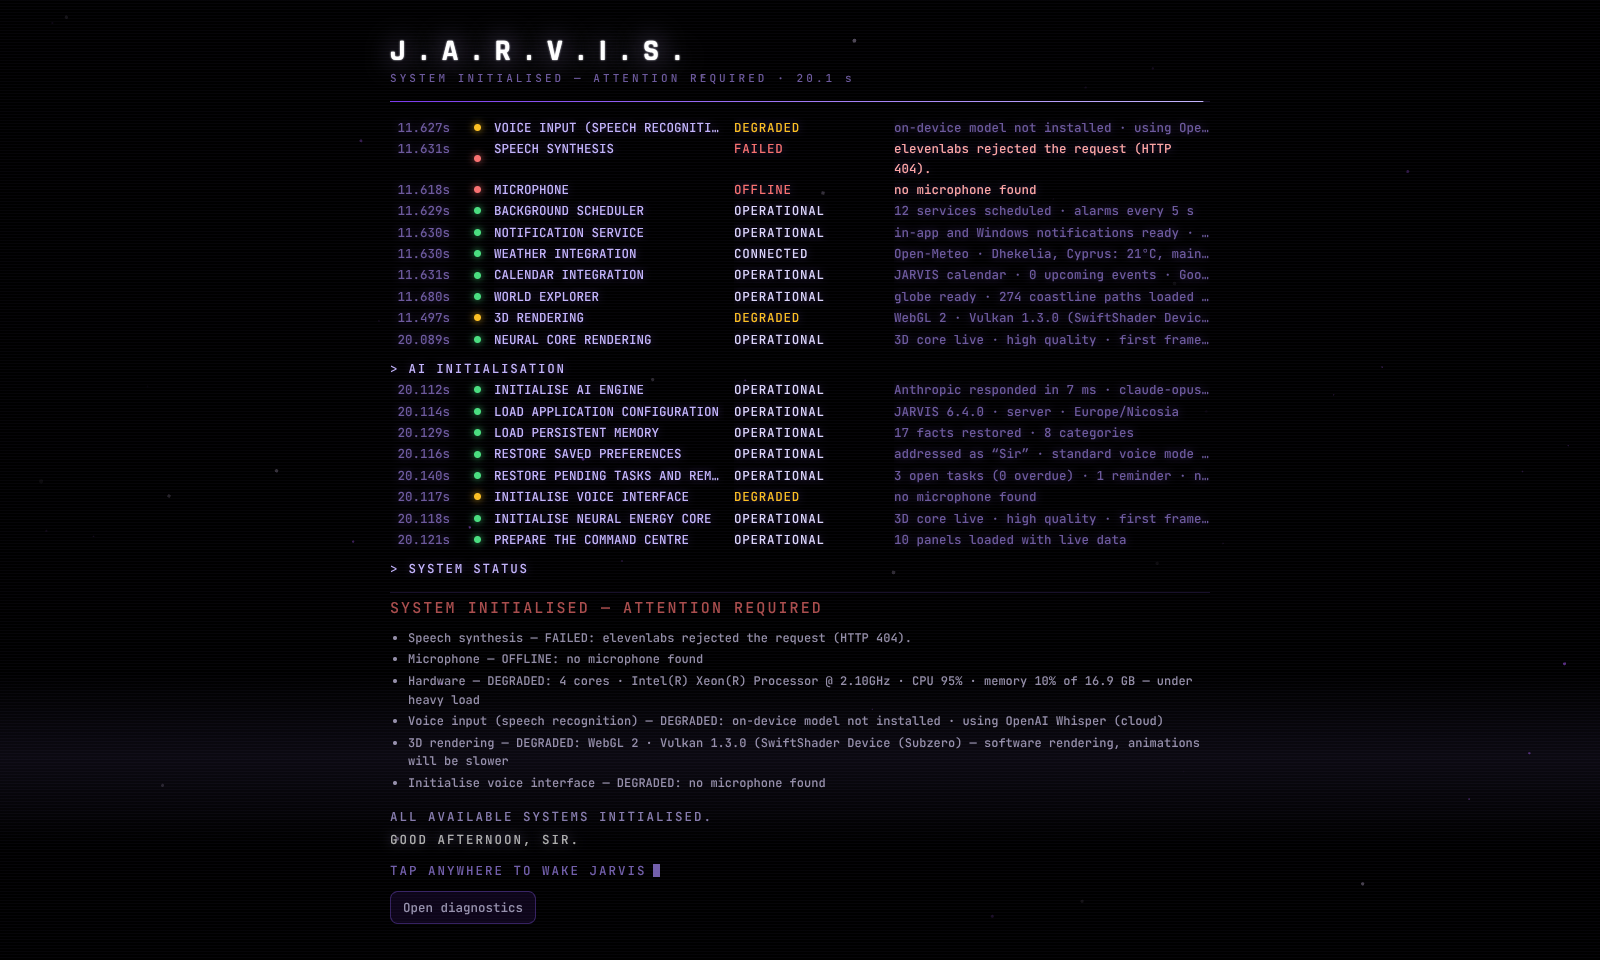 J.A.R.V.I.S.
SYSTEM INITIALISED — ATTENTION REQUIRED · 20.1 s
11.627s VOICE INPUT (SPEECH RECOGNITI… DEGRADED on-device model not installed · using Ope…
11.631s SPEECH SYNTHESIS FAILED elevenlabs rejected the request (HTTP
404).
11.618s MICROPHONE OFFLINE no microphone found
11.629s BACKGROUND SCHEDULER OPERATIONAL 12 services scheduled · alarms every 5 s
11.630s NOTIFICATION SERVICE OPERATIONAL in-app and Windows notifications ready · …
11.630s WEATHER INTEGRATION CONNECTED Open-Meteo · Dhekelia, Cyprus: 21°C, main…
11.631s CALENDAR INTEGRATION OPERATIONAL JARVIS calendar · 0 upcoming events · Goo…
11.680s WORLD EXPLORER OPERATIONAL globe ready · 274 coastline paths loaded …
11.497s 3D RENDERING DEGRADED WebGL 2 · Vulkan 1.3.0 (SwiftShader Devic…
20.089s NEURAL CORE RENDERING OPERATIONAL 3D core live · high quality · first frame…
> AI INITIALISATION
20.112s INITIALISE AI ENGINE OPERATIONAL Anthropic responded in 7 ms · claude-opus…
20.114s LOAD APPLICATION CONFIGURATION OPERATIONAL JARVIS 6.4.0 · server · Europe/Nicosia
20.129s LOAD PERSISTENT MEMORY OPERATIONAL 17 facts restored · 8 categories
20.116s RESTORE SAVED PREFERENCES OPERATIONAL addressed as “Sir” · standard voice mode …
20.140s RESTORE PENDING TASKS AND REM… OPERATIONAL 3 open tasks (0 overdue) · 1 reminder · n…
20.117s INITIALISE VOICE INTERFACE DEGRADED no microphone found
20.118s INITIALISE NEURAL ENERGY CORE OPERATIONAL 3D core live · high quality · first frame…
20.121s PREPARE THE COMMAND CENTRE OPERATIONAL 10 panels loaded with live data
> SYSTEM STATUS
SYSTEM INITIALISED — ATTENTION REQUIRED
• Speech synthesis — FAILED: elevenlabs rejected the request (HTTP 404).
• Microphone — OFFLINE: no microphone found
• Hardware — DEGRADED: 4 cores · Intel(R) Xeon(R) Processor @ 2.10GHz · CPU 95% · memory 10% of 16.9 GB — under
heavy load
• Voice input (speech recognition) — DEGRADED: on-device model not installed · using OpenAI Whisper (cloud)
• 3D rendering — DEGRADED: WebGL 2 · Vulkan 1.3.0 (SwiftShader Device (Subzero) — software rendering, animations
will be slower
• Initialise voice interface — DEGRADED: no microphone found
ALL AVAILABLE SYSTEMS INITIALISED.
GOOD AFTERNOON, SIR.
TAP ANYWHERE TO WAKE JARVIS
Open diagnostics